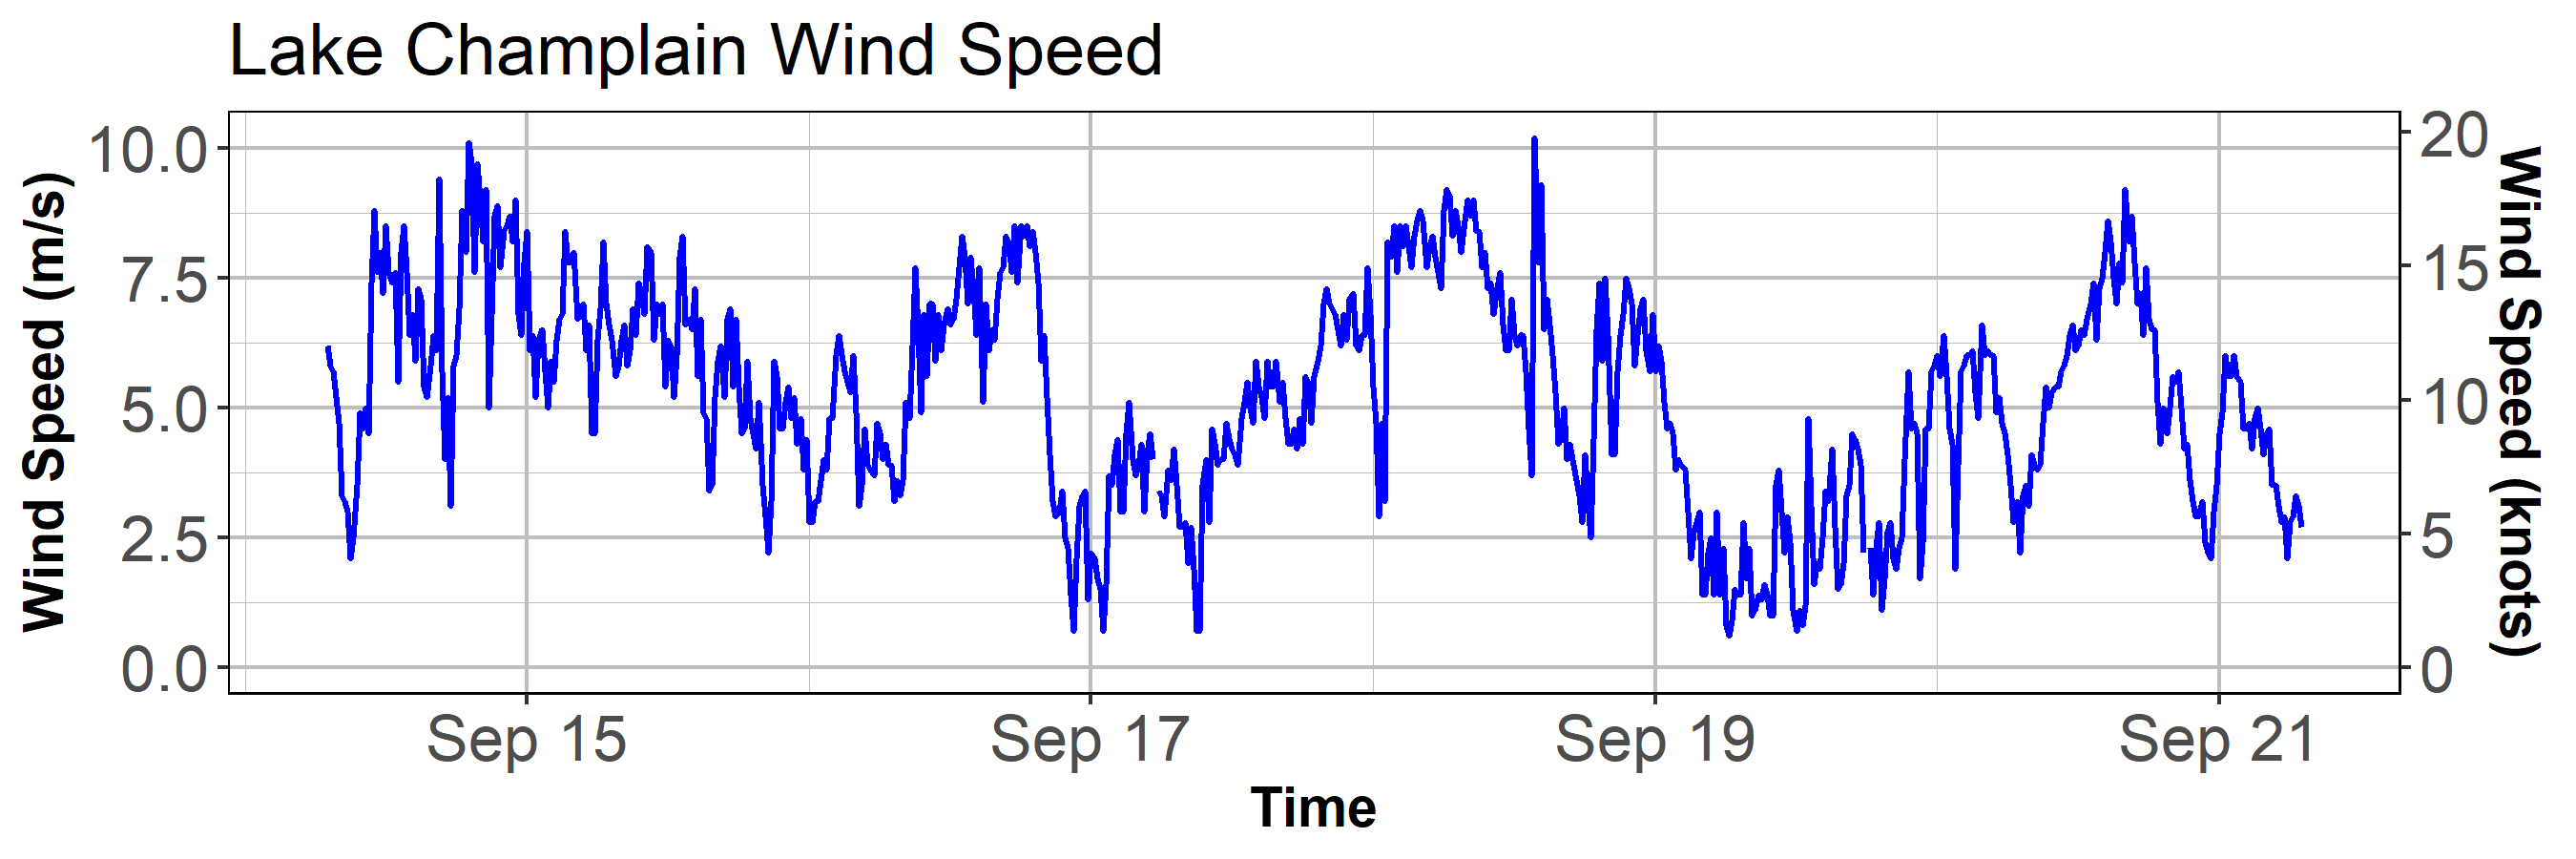 Lake Champlain Wind Speed
Wind Speed (m/s)
10.0
7.5
5.0
2.5
0.0
20
15
10
5
0
Wind Speed (knots)
Sep 15
Sep 17
Sep 19
Sep 21
Time